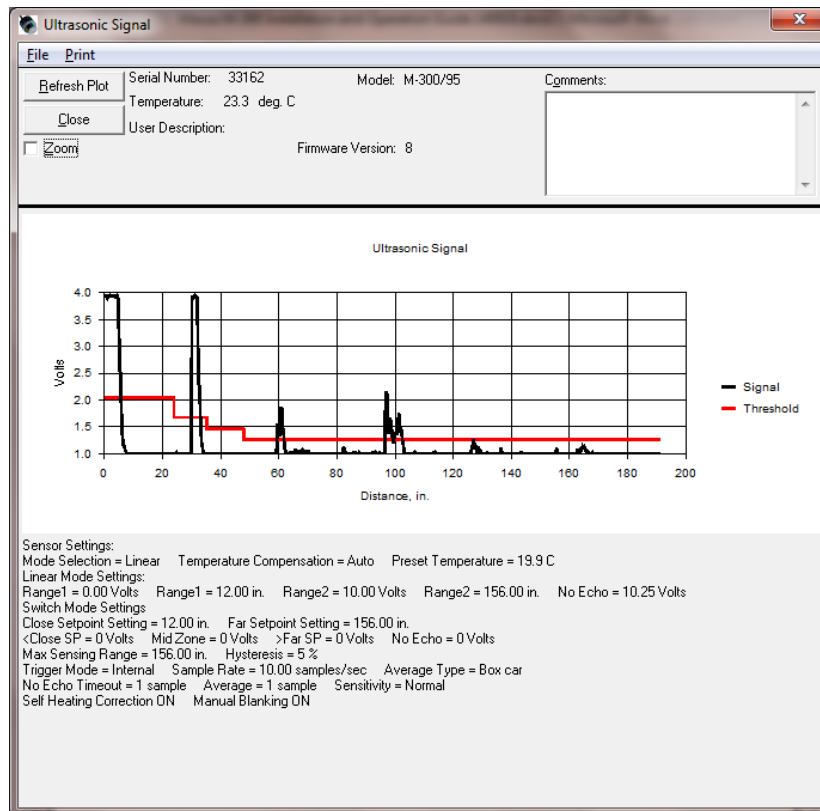 Ultrasonic Signal
File Print
Refresh Plot Serial Number: 33162 Model: M-300/95 Comments:
Temperature: 23.3 deg. C
Close User Description:
Zoom Firmware Version: 8
Ultrasonic Signal
4.0
3.5
3.0
2.5
2.0
1.5
1.0
Volts
0 20 40 60 80 100 120 140 160 180 200
Distance, in.
Signal
Threshold
Sensor Settings:
Mode Selection = Linear Temperature Compensation = Auto Preset Temperature = 19.9 C
Linear Mode Settings:
Range1 = 0.00 Volts Range1 = 12.00 in. Range2 = 10.00 Volts Range2 = 156.00 in. No Echo = 10.25 Volts
Switch Mode Settings
Close Setpoint Setting = 12.00 in. Far Setpoint Setting = 156.00 in.
<Close SP = 0 Volts Mid Zone = 0 Volts >Far SP = 0 Volts No Echo = 0 Volts
Max Sensing Range = 156.00 in. Hysteresis = 5 %
Trigger Mode = Internal Sample Rate = 10.00 samples/sec Average Type = Box car
No Echo Timeout = 1 sample Average = 1 sample Sensitivity = Normal
Self Heating Correction ON Manual Blanking ON